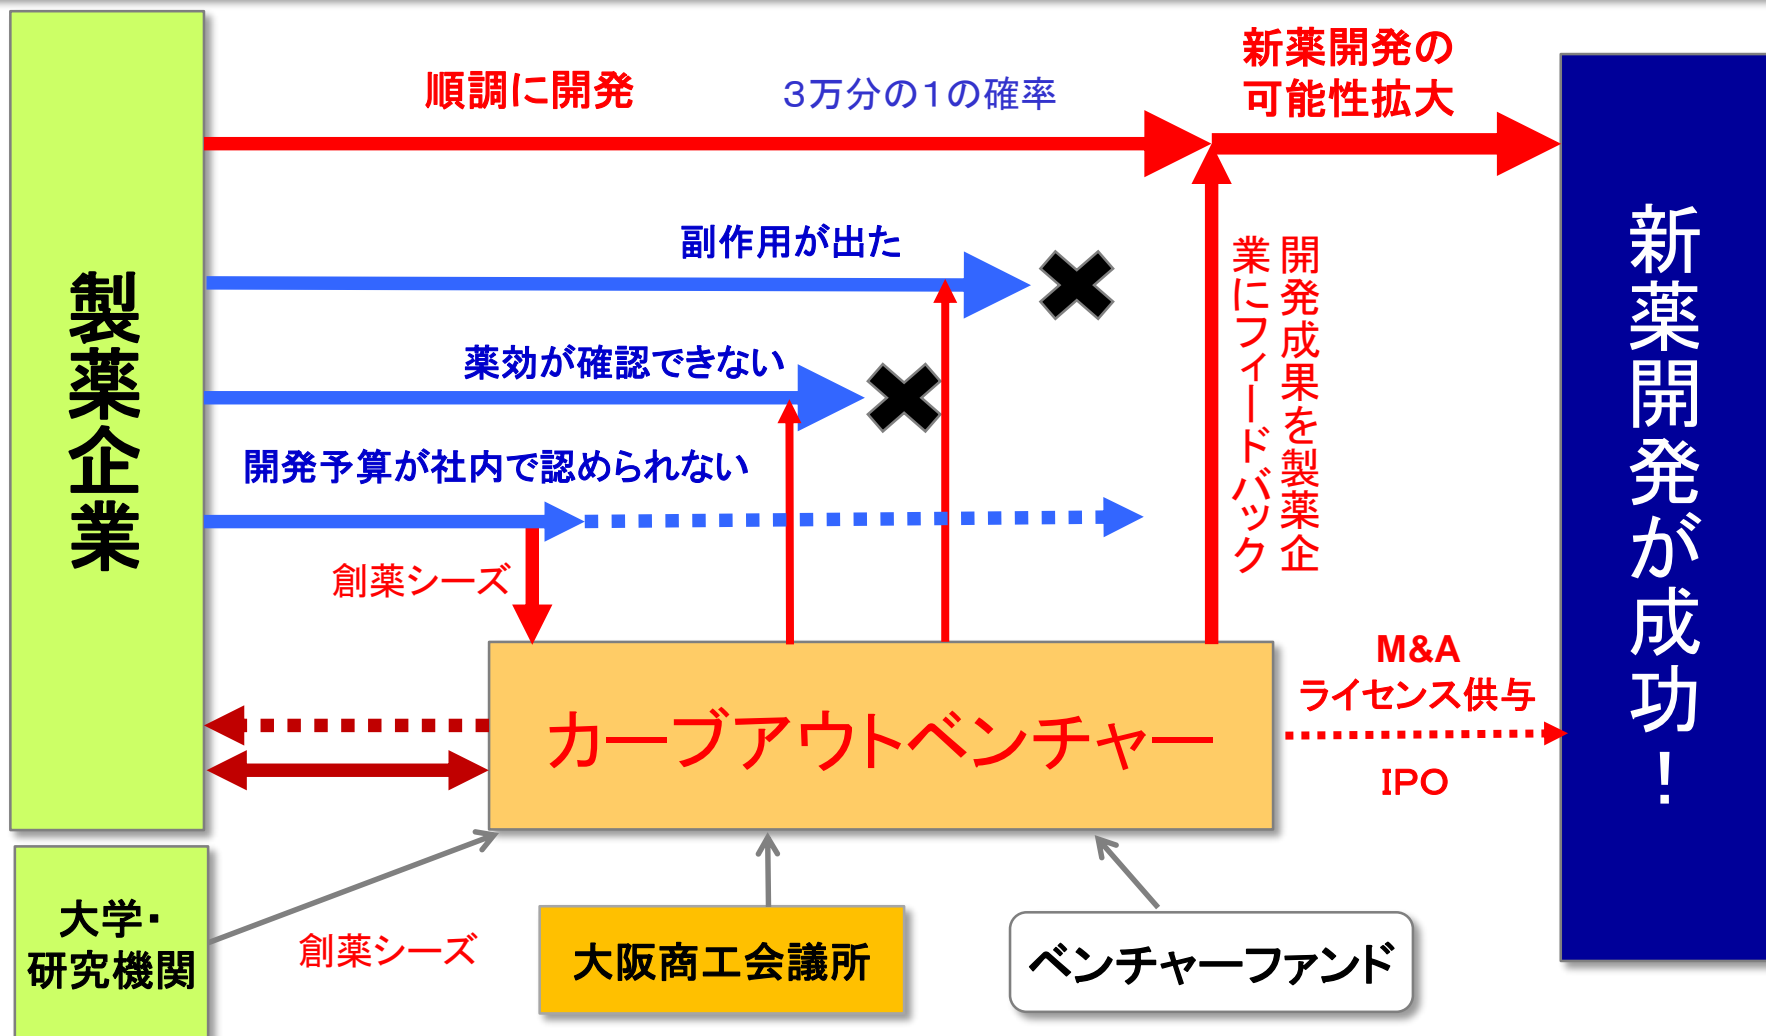 順調に開発
3万分の1の確率
新薬開発の
可能性拡大
副作用が出た
薬効が確認できない
開発予算が社内で認められない
創薬シーズ
製薬企業
開発成果を製薬企
業にフィードバック
新薬開発が成功！
カーブアウトベンチャー
M&A
ライセンス供与
IPO
大学・
研究機関
創薬シーズ
大阪商工会議所
ベンチャーファンド